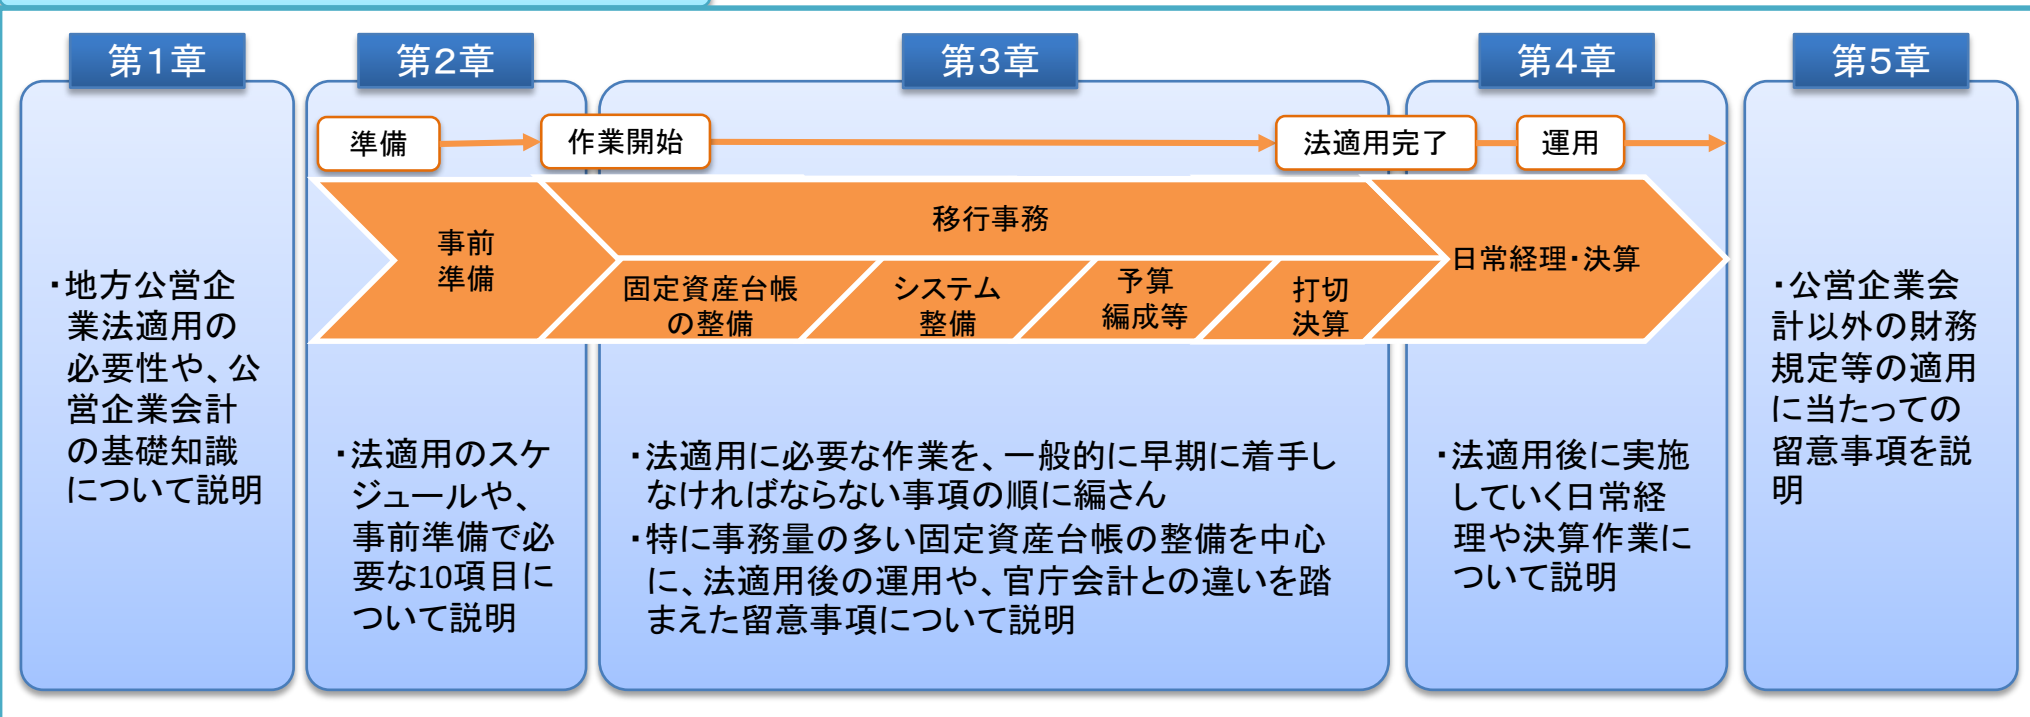 第1章
・地方公営企
業法適用の
必要性や、公
営企業会計
の基礎知識
について説明
第2章
準備
事前
準備
・法適用のスケ
ジュールや、
事前準備で必
要な10項目に
ついて説明
第3章
作業開始
法適用完了
移行事務
固定資産台帳
の整備
システム
整備
予算
編成等
打切
決算
・法適用に必要な作業を、一般的に早期に着手し
なければならない事項の順に編さん
・特に事務量の多い固定資産台帳の整備を中心
に、法適用後の運用や、官庁会計との違いを踏
まえた留意事項について説明
第4章
運用
日常経理・決算
・法適用後に実施
していく日常経
理や決算作業に
ついて説明
第5章
・公営企業会
計以外の財務
規定等の適用
に当たっての
留意事項を説
明